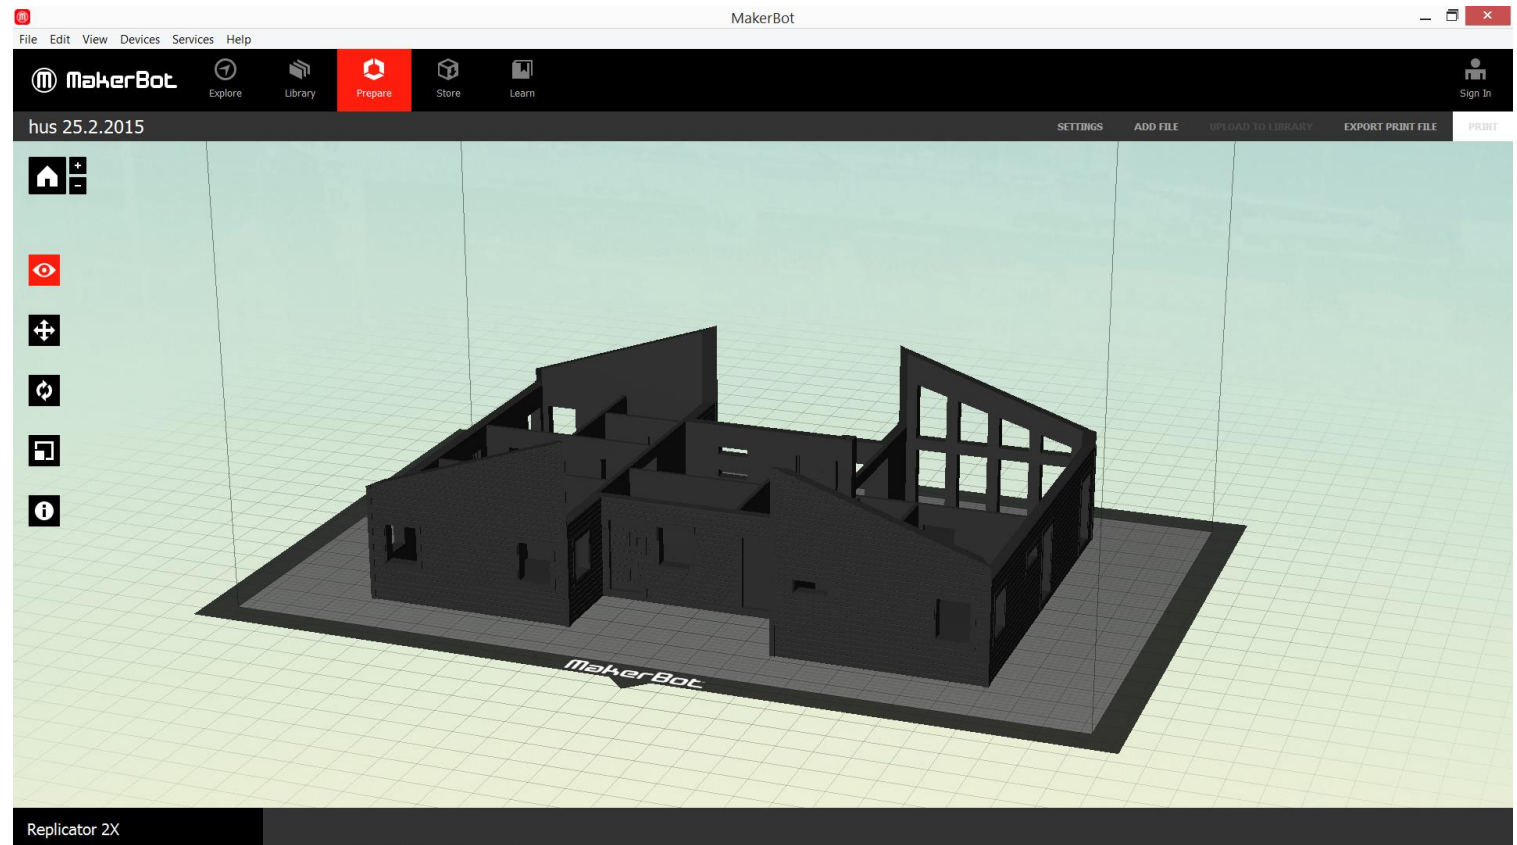 MakerBot
File Edit View Devices Services Help
MakerBot
Explore Library Prepare Store Learn Sign In
hus 25.2.2015 SETTINGS ADD FILE UPLOAD TO LIBRARY EXPORT PRINT FILE PRINT
MakerBot
Replicator 2X